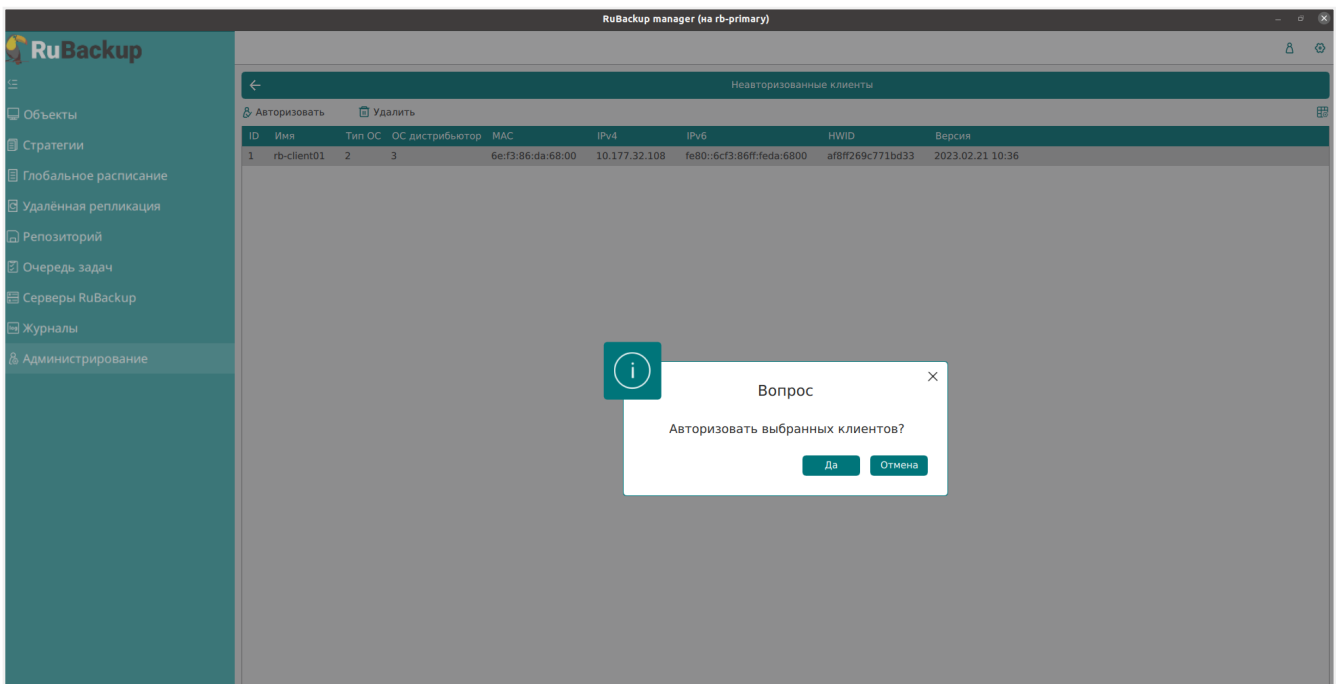 RuBackup manager (на rb-primary)
RuBackup
Объекты
Стратегии
Глобальное расписание
Удалённая репликация
Репозиторий
Очередь задач
Серверы RuBackup
Журналы
Администрирование
Неавторизованные клиенты
Авторизовать Удалить
ID Имя Тип ОС ОС дистрибьютор MAC IPv4 IPv6 HWID Версия
1 rb-client01 2 3 6e:f3:86:da:68:00 10.177.32.108 fe80::6cf3:86ff:feda:6800 af8ff269c771bd33 2023.02.21 10:36
Вопрос
Авторизовать выбранных клиентов?
Да Отмена